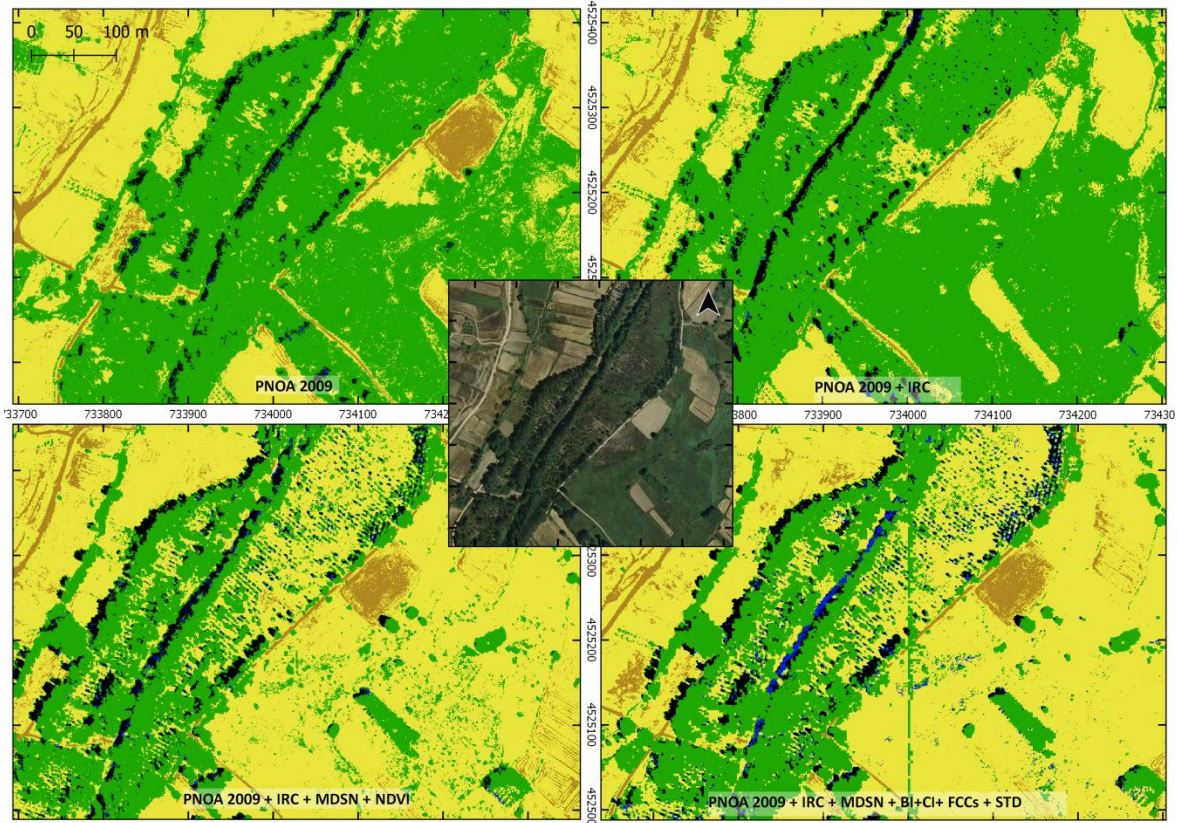 0 50 100 m
4525400
4525300
4525200
PNOA 2009
PNOA 2009 + IRC
733700 733800 733900 734000 734100
733900 734000 734100 734200
4525300
4525200
4525100
4525000
PNOA 2009 + IRC + MDSN + NDVI
PNOA 2009 + IRC + MDSN + BI+CI+ FCCs + STD